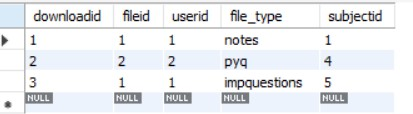 downloadid fileid userid file_type subjectid
1 1 1 notes 1
2 2 2 pyq 4
3 1 1 impquestions 5
NULL NULL NULL NULL NULL